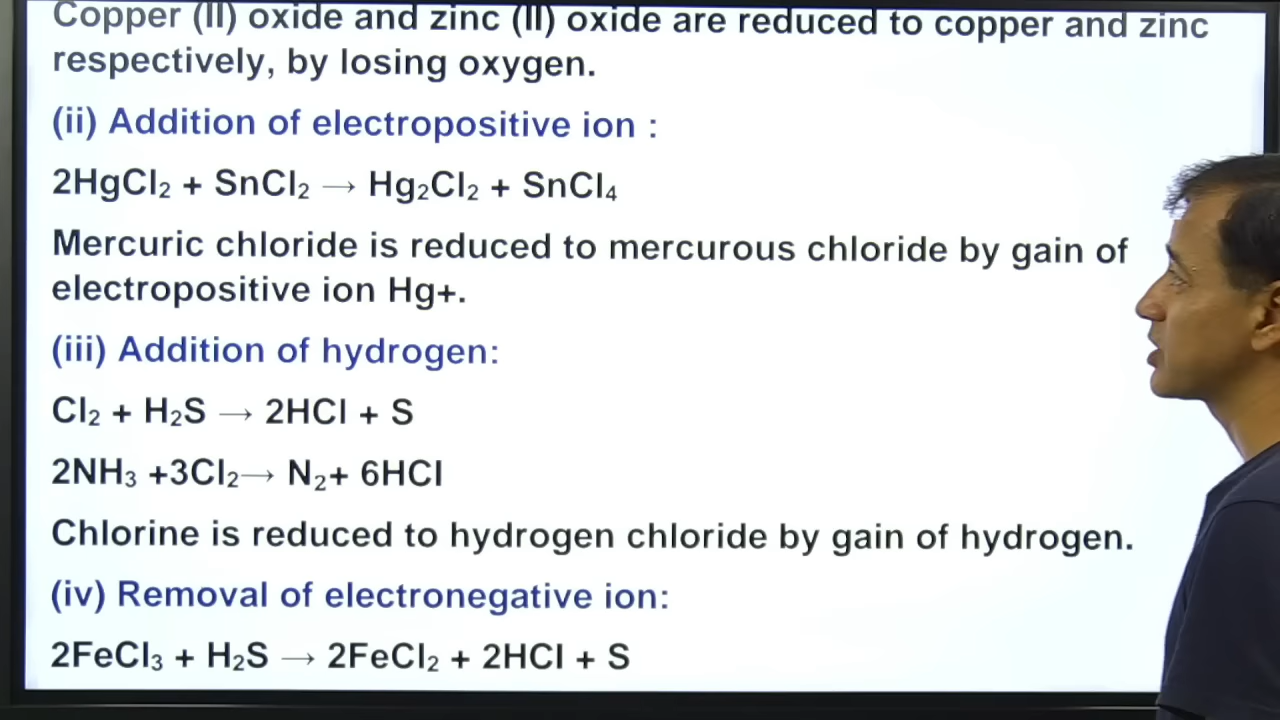 Copper (II) oxide and zinc (II) oxide are reduced to copper and zinc
respectively, by losing oxygen.
(ii) Addition of electropositive ion :
2HgCl₂ + SnCl₂ → Hg₂Cl₂ + SnCl₄
Mercuric chloride is reduced to mercurous chloride by gain of
electropositive ion Hg+.
(iii) Addition of hydrogen:
Cl₂ + H₂S → 2HCl + S
2NH₃ +3Cl₂→ N₂+ 6HCl
Chlorine is reduced to hydrogen chloride by gain of hydrogen.
(iv) Removal of electronegative ion:
2FeCl₃ + H₂S → 2FeCl₂ + 2HCl + S